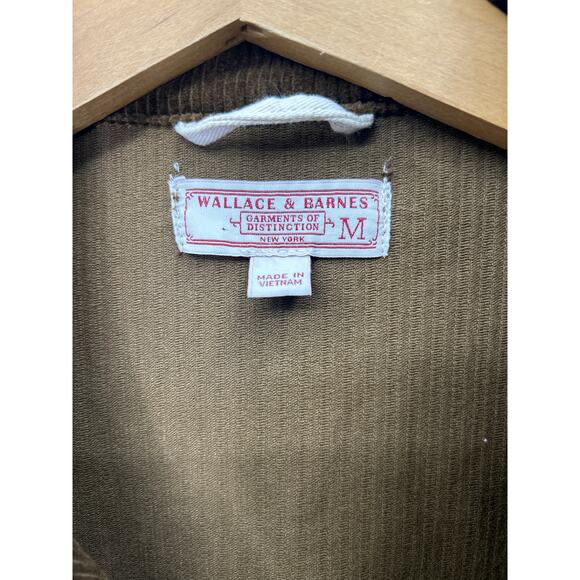 WALLACE & BARNES
GARMENTS OF
DISTINCTION
NEW YORK
M
MADE IN
VIETNAM